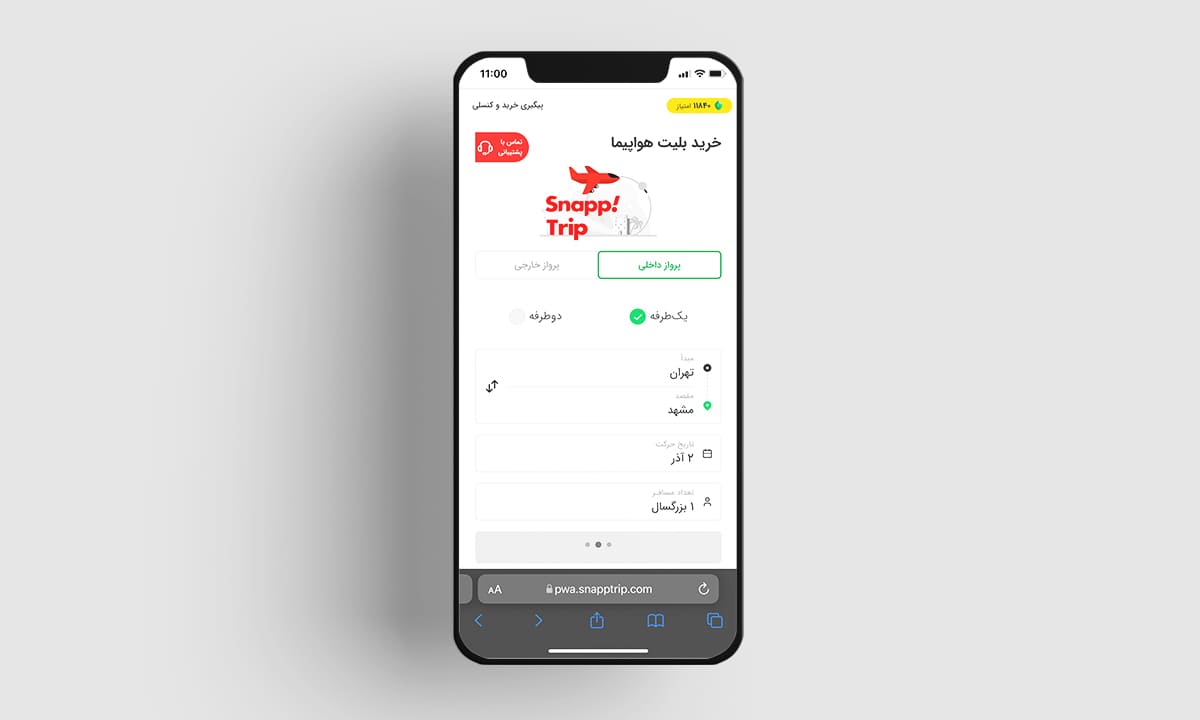 11:00
۱۱۸۴۰ امتیاز
پیگیری خرید و کنسلی
خرید بلیت هواپیما
تماس با
پشتیبانی
Snapp!
Trip
پرواز داخلی
پرواز خارجی
یک‌طرفه
دوطرفه
مبدأ
تهران
مقصد
مشهد
تاریخ حرکت
۲ آذر
تعداد مسافر
۱ بزرگسال
AA
pwa.snapptrip.com